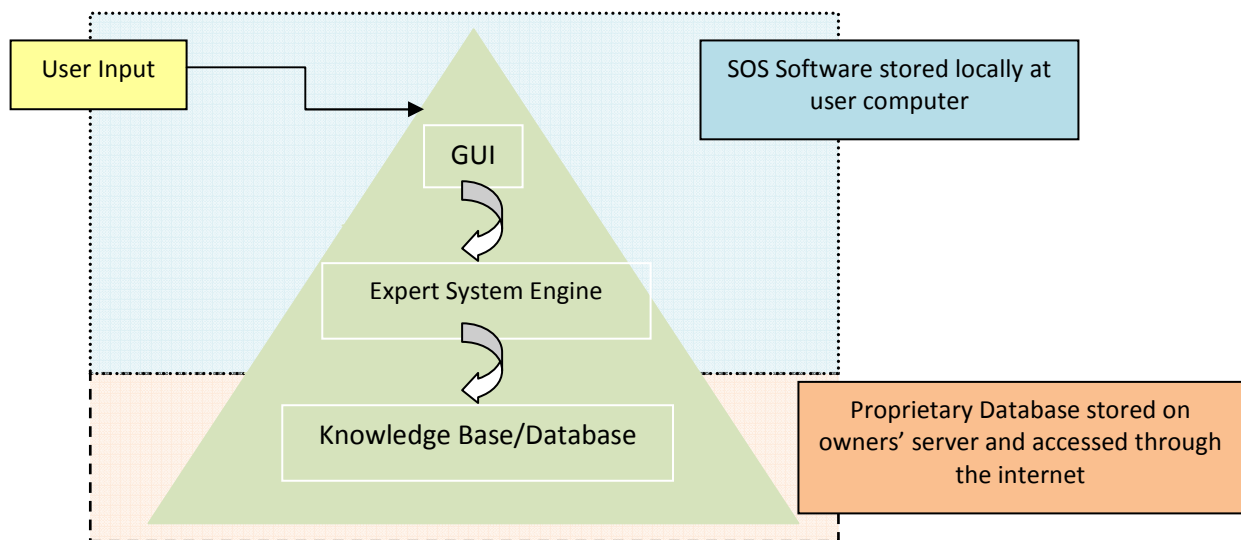 User Input
SOS Software stored locally at
user computer
GUI
Expert System Engine
Knowledge Base/Database
Proprietary Database stored on
owners’ server and accessed through
the internet